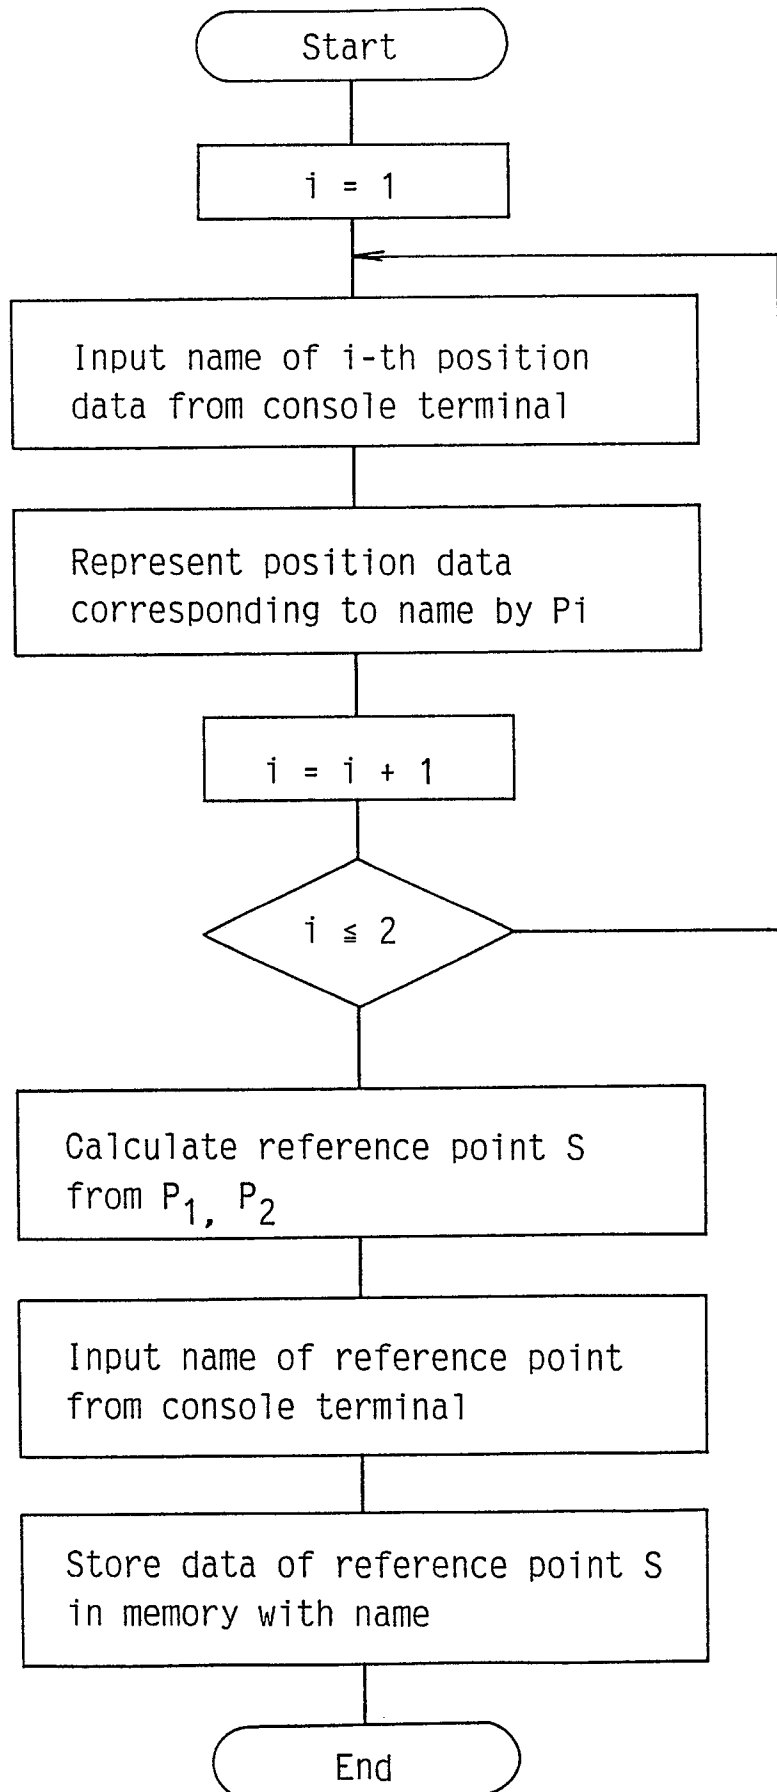 Start
i = 1
Input name of i-th position
data from console terminal
Represent position data
corresponding to name by Pi
i = i + 1
i ≦ 2
Calculate reference point S
from P₁, P₂
Input name of reference point
from console terminal
Store data of reference point S
in memory with name
End